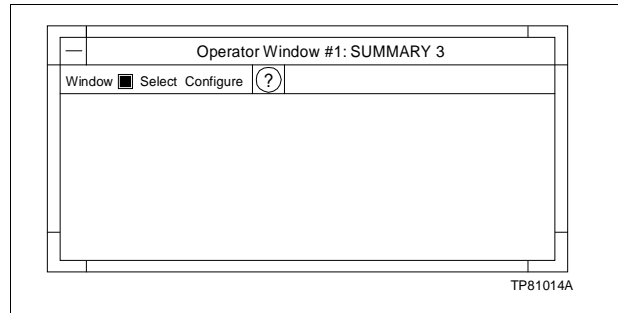 Operator Window #1: SUMMARY 3
Window Select Configure ?
TP81014A